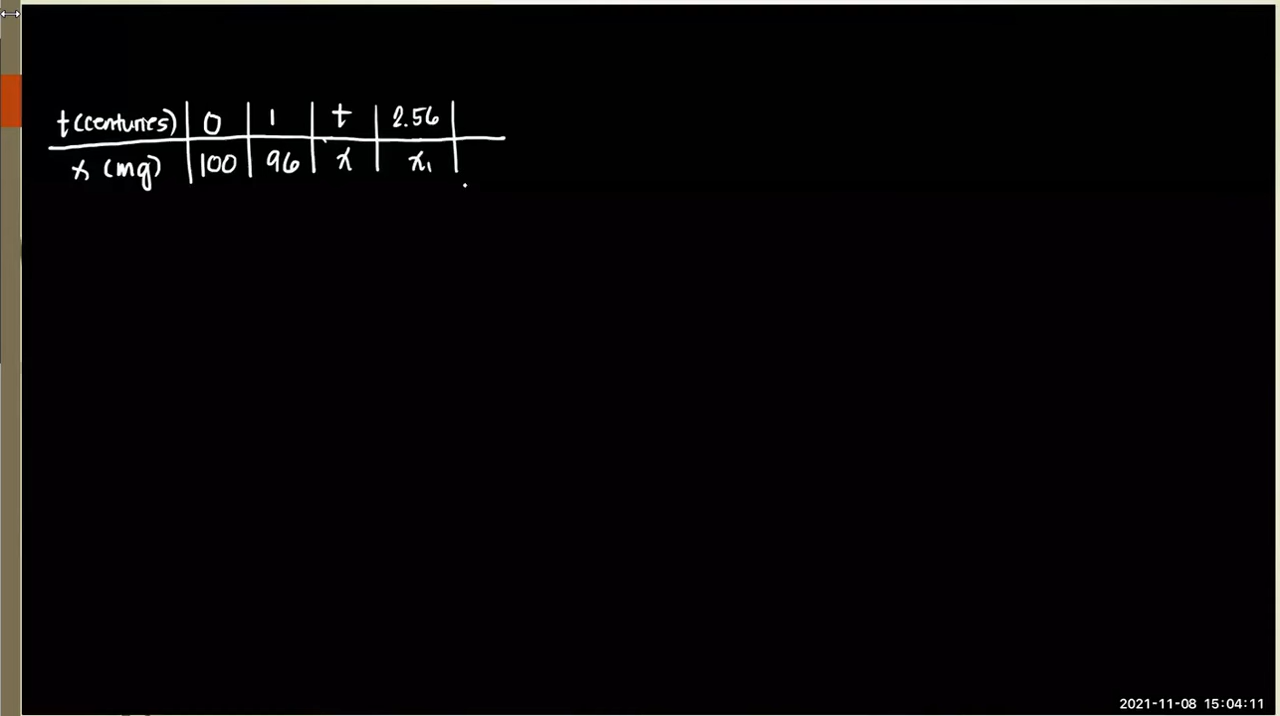 t (centuries) 0 1 t 2.56
x (mg) 100 96 x x₁
2021-11-08 15:04:11